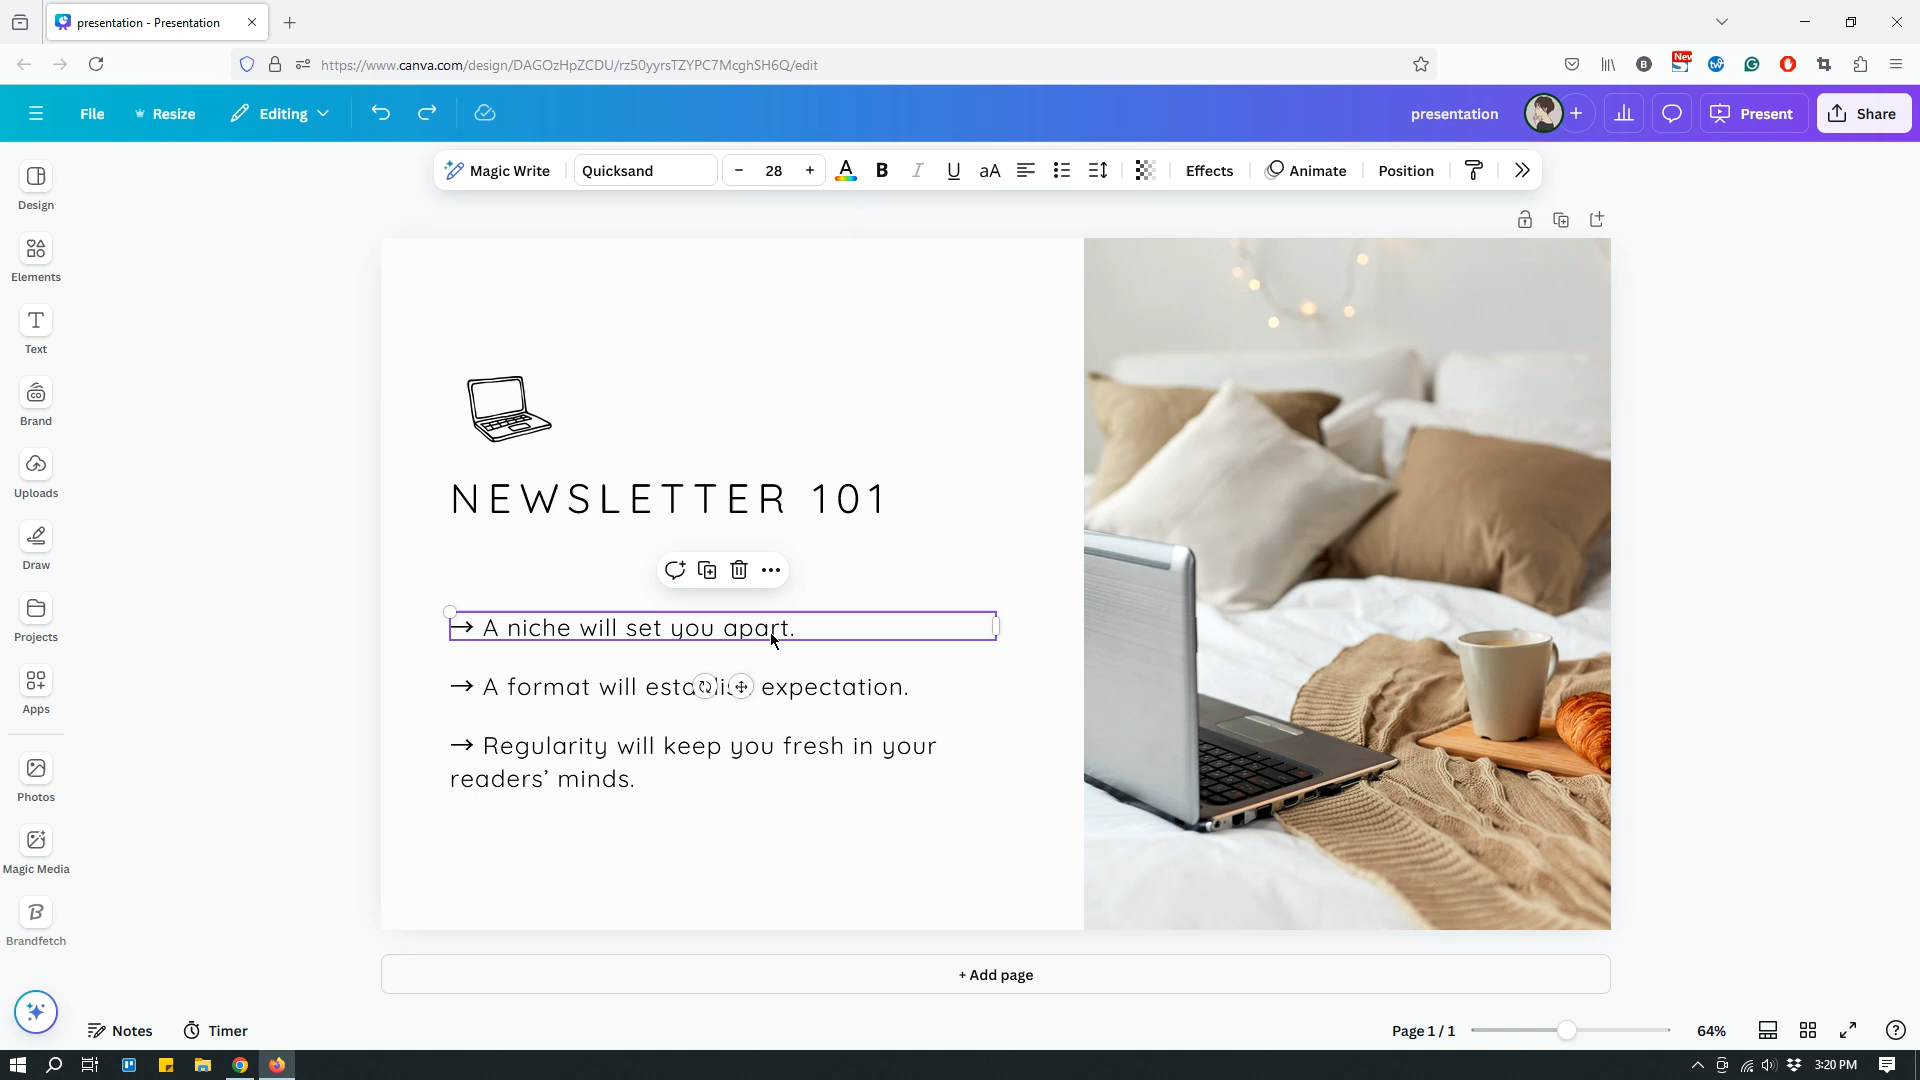 presentation - Presentation
https://www.canva.com/design/DAGOzHpZCDU/rz50yyrsTZYPC7McghSH6Q/edit
New
File
Resize
Editing
presentation
Present
Share
Magic Write
Quicksand
28
B
U
aA
Effects
Animate
Position
Design
Elements
Text
Brand
Uploads
Draw
Projects
Apps
Photos
Magic Media
Brandfetch
NEWSLETTER 101
→ A niche will set you apart.
→ A format will expectation.
→ Regularity will keep you fresh in your
readers’ minds.
+ Add page
Notes
Timer
Page 1 / 1
64%
3:20 PM